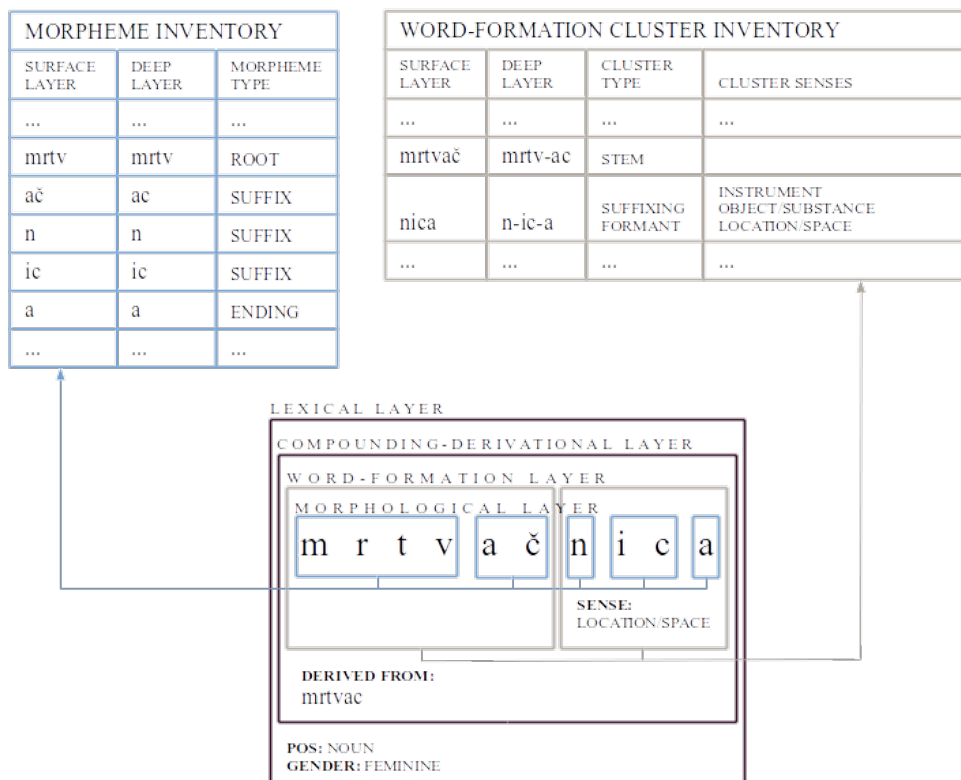 MORPHEME INVENTORY
SURFACE LAYER DEEP LAYER MORPHEME TYPE
... ... ...
mrtv mrtv ROOT
ač ac SUFFIX
n n SUFFIX
ic ic SUFFIX
a a ENDING
... ... ...
WORD-FORMATION CLUSTER INVENTORY
SURFACE LAYER DEEP LAYER CLUSTER TYPE CLUSTER SENSES
... ... ... ...
mrtvač mrtv-ac STEM
nica n-ic-a SUFFIXING FORMANT INSTRUMENT OBJECT/SUBSTANCE LOCATION/SPACE
... ... ... ...
LEXICAL LAYER
COMPOUNDING-DERIVATIONAL LAYER
WORD-FORMATION LAYER
MORPHOLOGICAL LAYER
m r t v a č n i c a
SENSE:
LOCATION/SPACE
DERIVED FROM:
mrtvac
POS: NOUN
GENDER: FEMININE